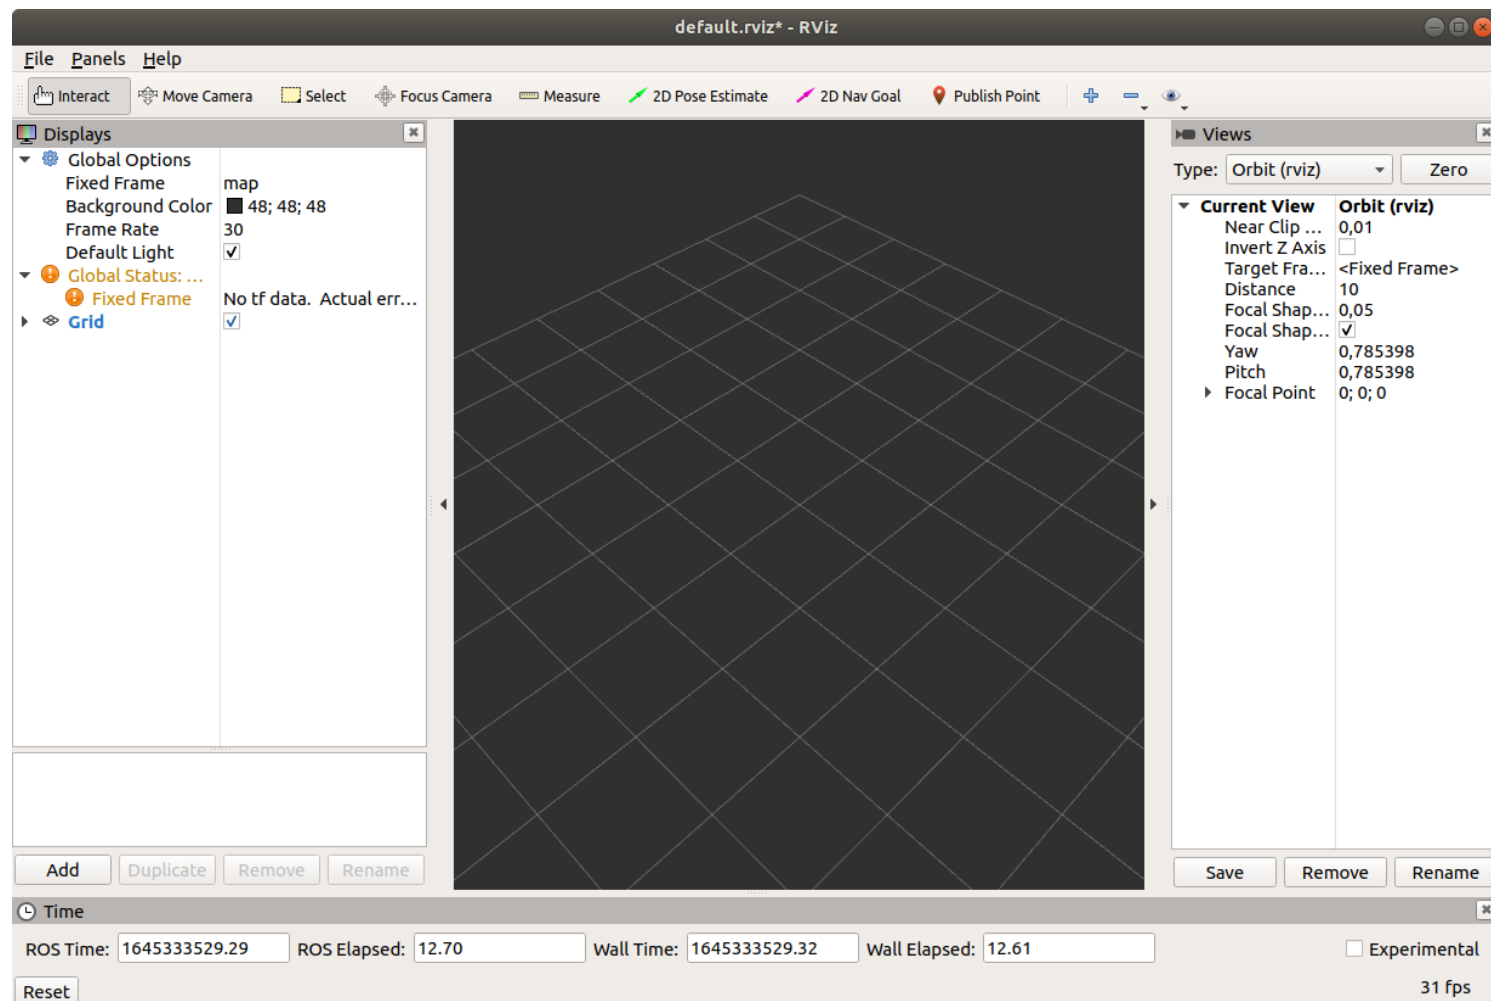 default.rviz* - RViz
File Panels Help
Interact Move Camera Select Focus Camera Measure 2D Pose Estimate 2D Nav Goal Publish Point
Displays
Global Options
Fixed Frame map
Background Color 48; 48; 48
Frame Rate 30
Default Light
Global Status: ...
Fixed Frame No tf data.  Actual err...
Grid
Add Duplicate Remove Rename
Views
Type: Orbit (rviz) Zero
Current View Orbit (rviz)
Near Clip ... 0,01
Invert Z Axis
Target Fra... <Fixed Frame>
Distance 10
Focal Shap... 0,05
Focal Shap...
Yaw 0,785398
Pitch 0,785398
Focal Point 0; 0; 0
Save Remove Rename
Time
ROS Time: 1645333529.29 ROS Elapsed: 12.70 Wall Time: 1645333529.32 Wall Elapsed: 12.61 Experimental
Reset 31 fps